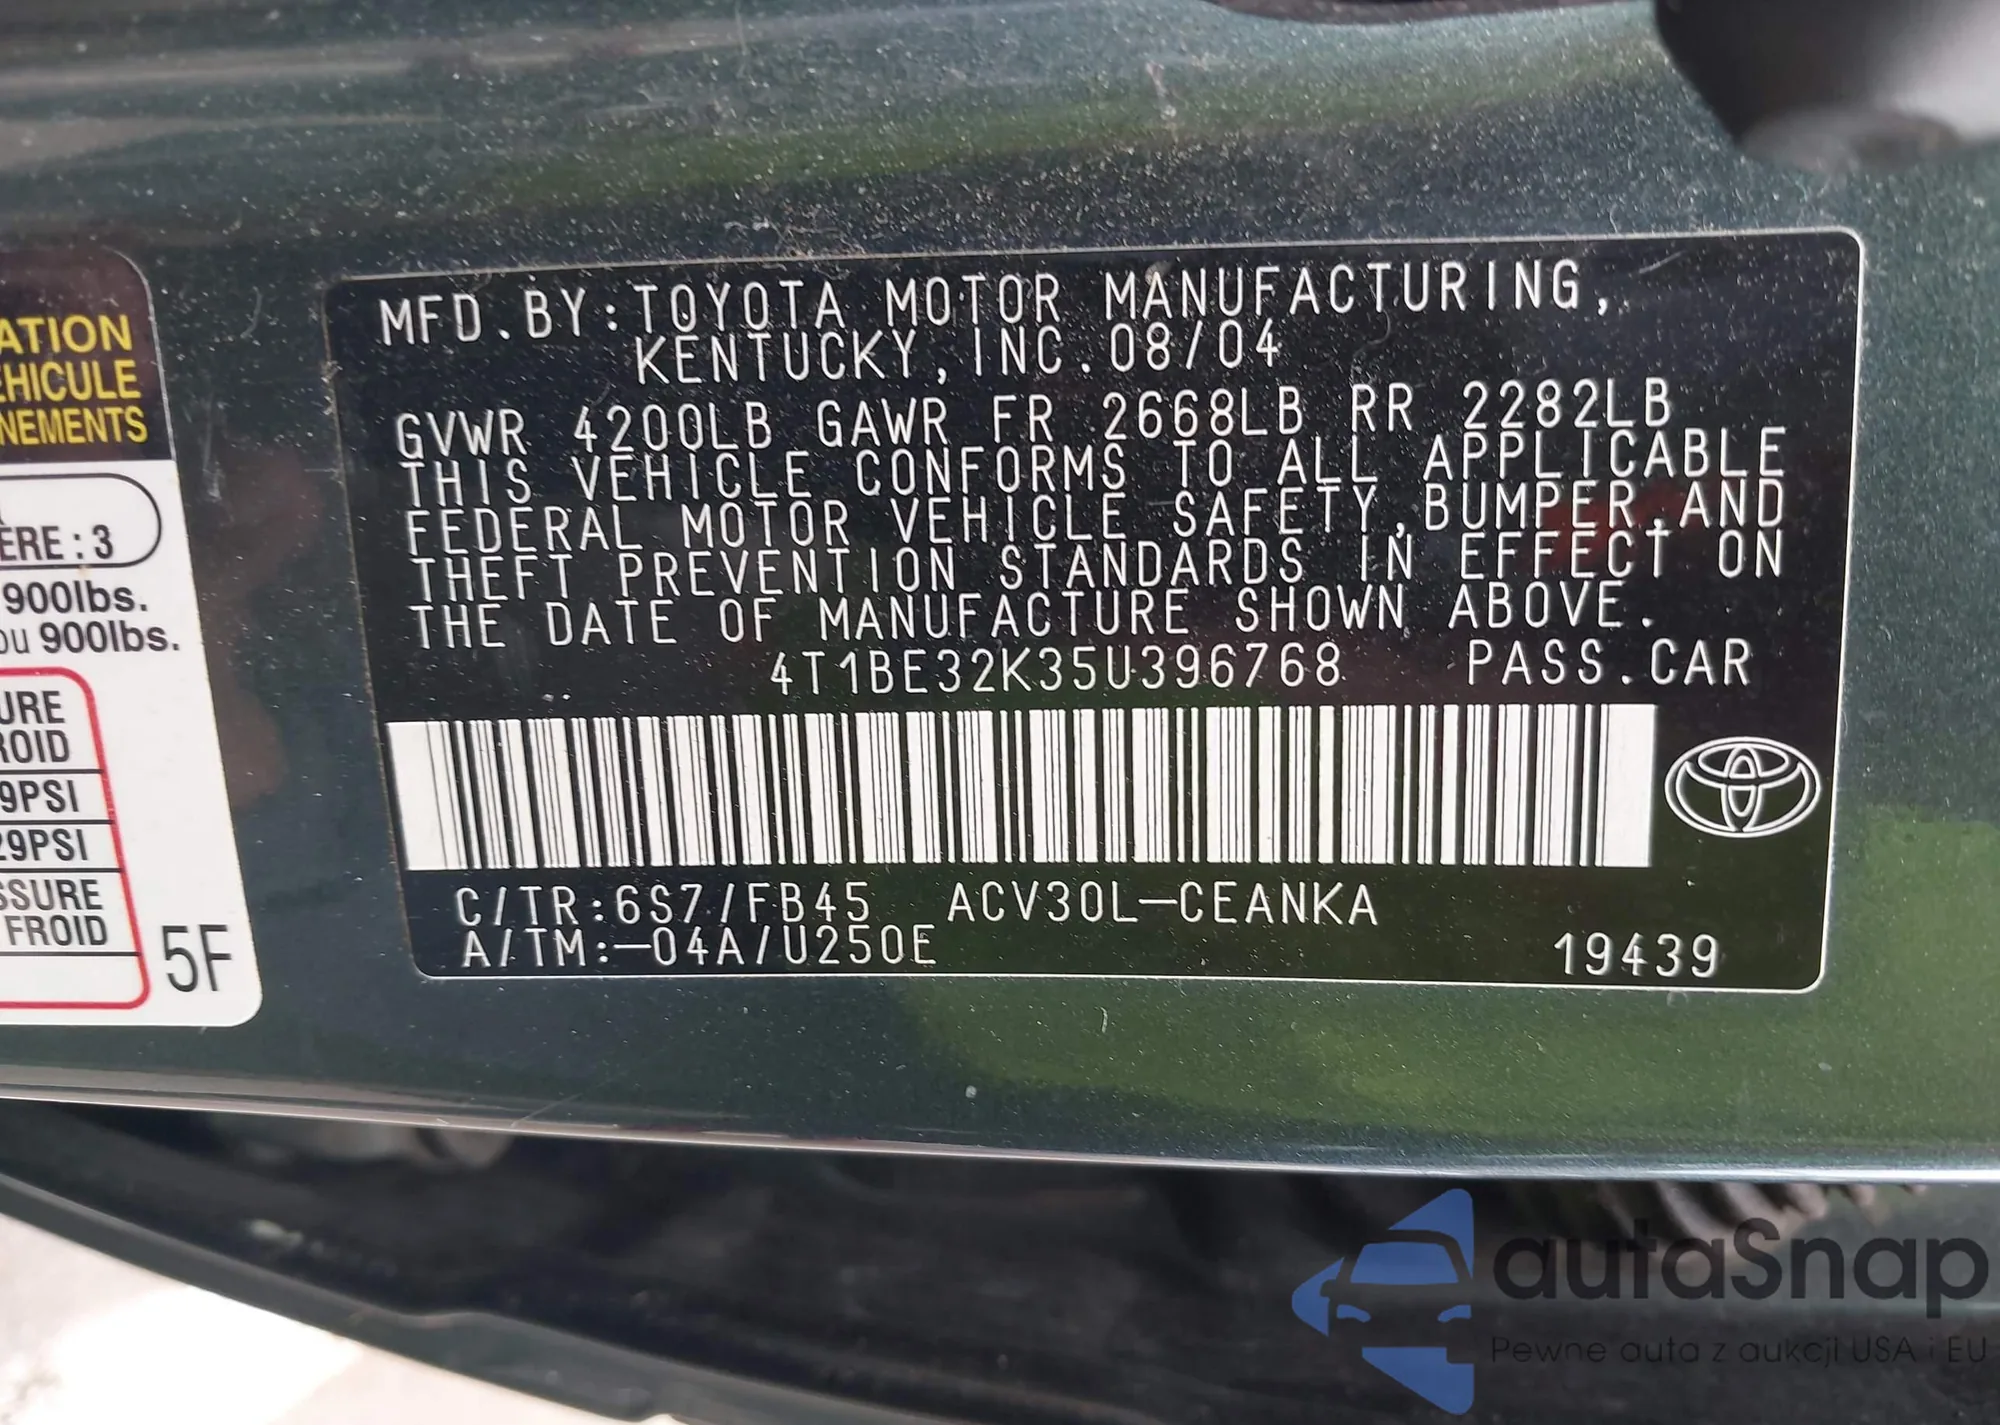 ATION
EHICULE
NEMENTS
ERE : 3
900lbs.
ou 900lbs.
URE
ROID
9PSI
29PSI
SSURE
FROID
5F
MFD.BY:TOYOTA MOTOR MANUFACTURING,
KENTUCKY,INC.08/04
GVWR 4200LB GAWR FR 2668LB RR 2282LB
THIS VEHICLE CONFORMS TO ALL APPLICABLE
FEDERAL MOTOR VEHICLE SAFETY,BUMPER,AND
THEFT PREVENTION STANDARDS IN EFFECT ON
THE DATE OF MANUFACTURE SHOWN ABOVE.
4T1BE32K35U396768 PASS.CAR
C/TR:6S7/FB45 ACV30L-CEANKA
A/TM:-04A/U250E
19439
autaSnap
Pewne auta z aukcji USA i EU